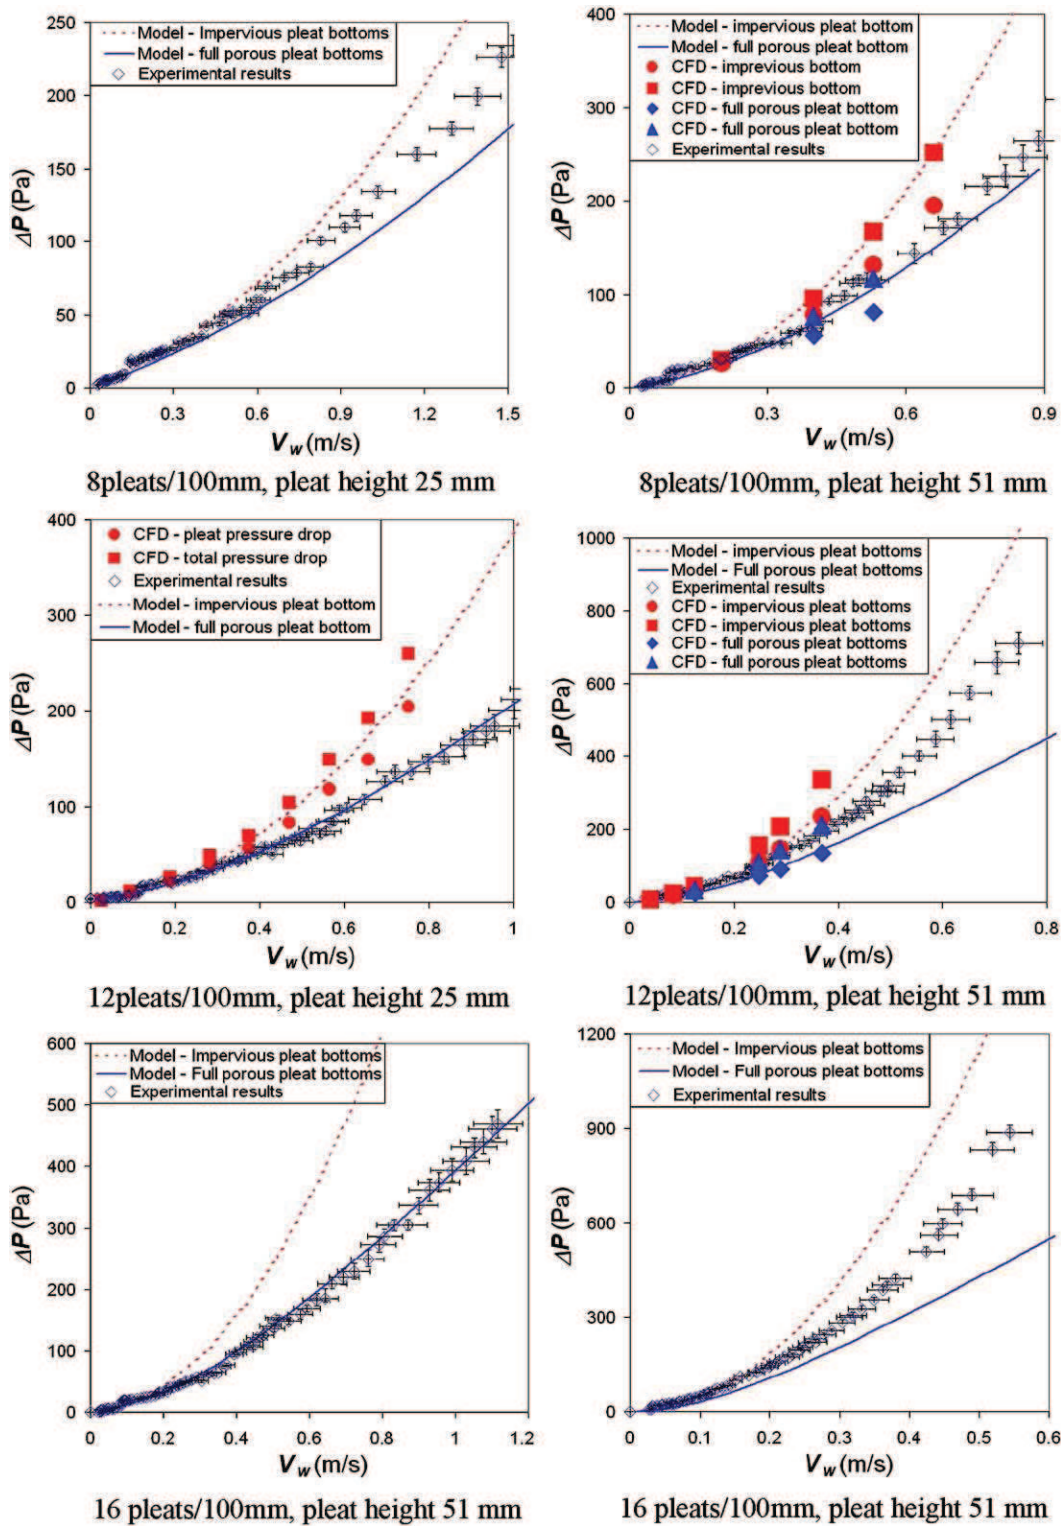 250
200
150
100
50
0
ΔP (Pa)
Model - Impervious pleat bottoms
Model - full porous pleat bottoms
Experimental results
0 0.3 0.6 0.9 1.2 1.5
V_w (m/s)
8pleats/100mm, pleat height 25 mm
400
300
200
100
0
ΔP (Pa)
Model - Impervious pleat bottom
Model - full porous pleat bottom
CFD - imprevious bottom
CFD - imprevious bottom
CFD - full porous pleat bottom
CFD - full porous pleat bottom
Experimental results
0 0.3 0.6 0.9
V_w (m/s)
8pleats/100mm, pleat height 51 mm
400
300
200
100
0
ΔP (Pa)
CFD - pleat pressure drop
CFD - total pressure drop
Experimental results
Model - impervious pleat bottom
Model - full porous pleat bottom
0 0.2 0.4 0.6 0.8 1
V_w (m/s)
12pleats/100mm, pleat height 25 mm
1000
800
600
400
200
0
ΔP (Pa)
Model - impervious pleat bottoms
Model - Full porous pleat bottoms
Experimental results
CFD - impervious pleat bottoms
CFD - impervious pleat bottoms
CFD - full porous pleat bottoms
CFD - full porous pleat bottoms
0 0.2 0.4 0.6 0.8
V_w (m/s)
12pleats/100mm, pleat height 51 mm
600
500
400
300
200
100
0
ΔP (Pa)
Model - Impervious pleat bottoms
Model - Full porous pleat bottoms
Experimental results
0 0.2 0.4 0.6 0.8 1 1.2
V_w (m/s)
16 pleats/100mm, pleat height 51 mm
1200
900
600
300
0
ΔP (Pa)
Model - Impervious pleat bottoms
Model - Full porous pleat bottoms
Experimental results
0 0.1 0.2 0.3 0.4 0.5 0.6
V_w (m/s)
16 pleats/100mm, pleat height 51 mm